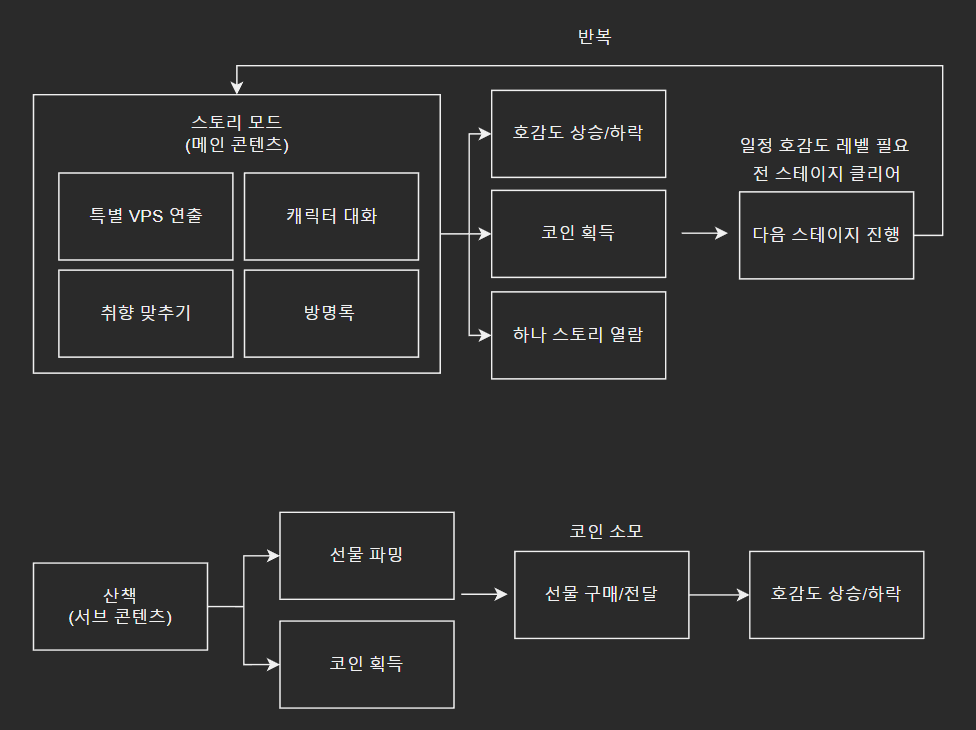 반복
스토리 모드
(메인 콘텐츠)
특별 VPS 연출
캐릭터 대화
취향 맞추기
방명록
호감도 상승/하락
코인 획득
하나 스토리 열람
일정 호감도 레벨 필요
전 스테이지 클리어
다음 스테이지 진행
산책
(서브 콘텐츠)
선물 파밍
코인 획득
코인 소모
선물 구매/전달
호감도 상승/하락